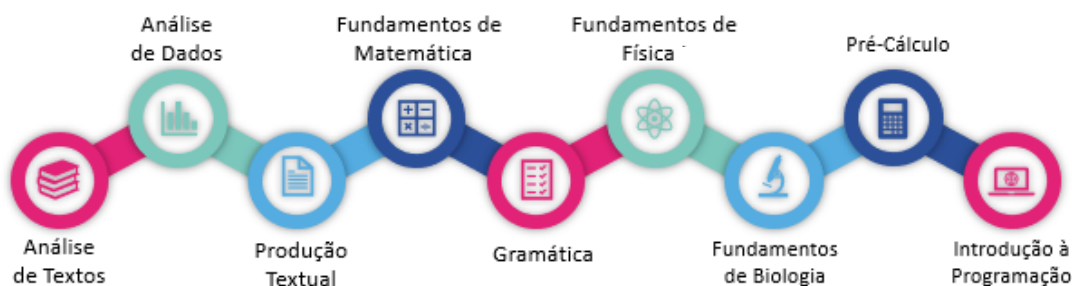 Análise
de Dados
Fundamentos de
Matemática
Fundamentos de
Física
Pré-Cálculo
Análise
de Textos
Produção
Textual
Gramática
Fundamentos
de Biologia
Introdução à
Programação